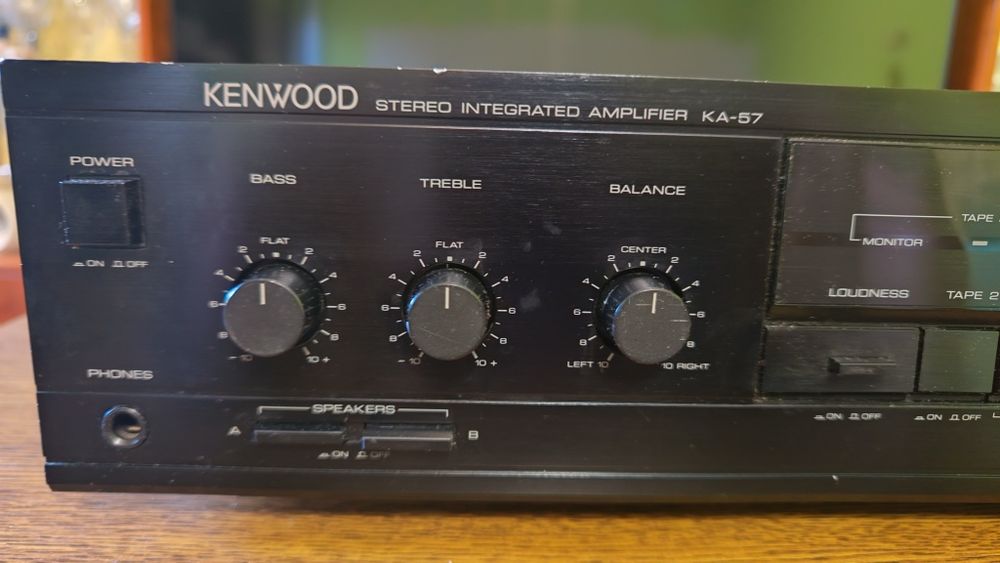 KENWOOD STEREO INTEGRATED AMPLIFIER KA-57
POWER
ON OFF
BASS
FLAT
2 2
4 4
6 6
8 8
- 10 10 +
TREBLE
FLAT
2 2
4 4
6 6
8 8
- 10 10 +
BALANCE
CENTER
2 2
4 4
6 6
8 8
LEFT 10 10 RIGHT
TAPE
MONITOR
LOUDNESS TAPE 2
ON OFF ON OFF
PHONES
SPEAKERS
A B
ON OFF